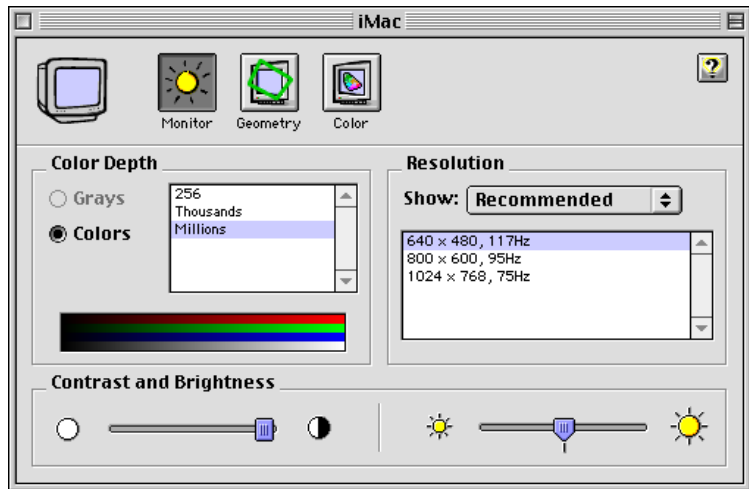 iMac
Monitor
Geometry
Color
?
Color Depth
Grays
Colors
256
Thousands
Millions
Resolution
Show: Recommended
640 × 480, 117Hz
800 × 600, 95Hz
1024 × 768, 75Hz
Contrast and Brightness